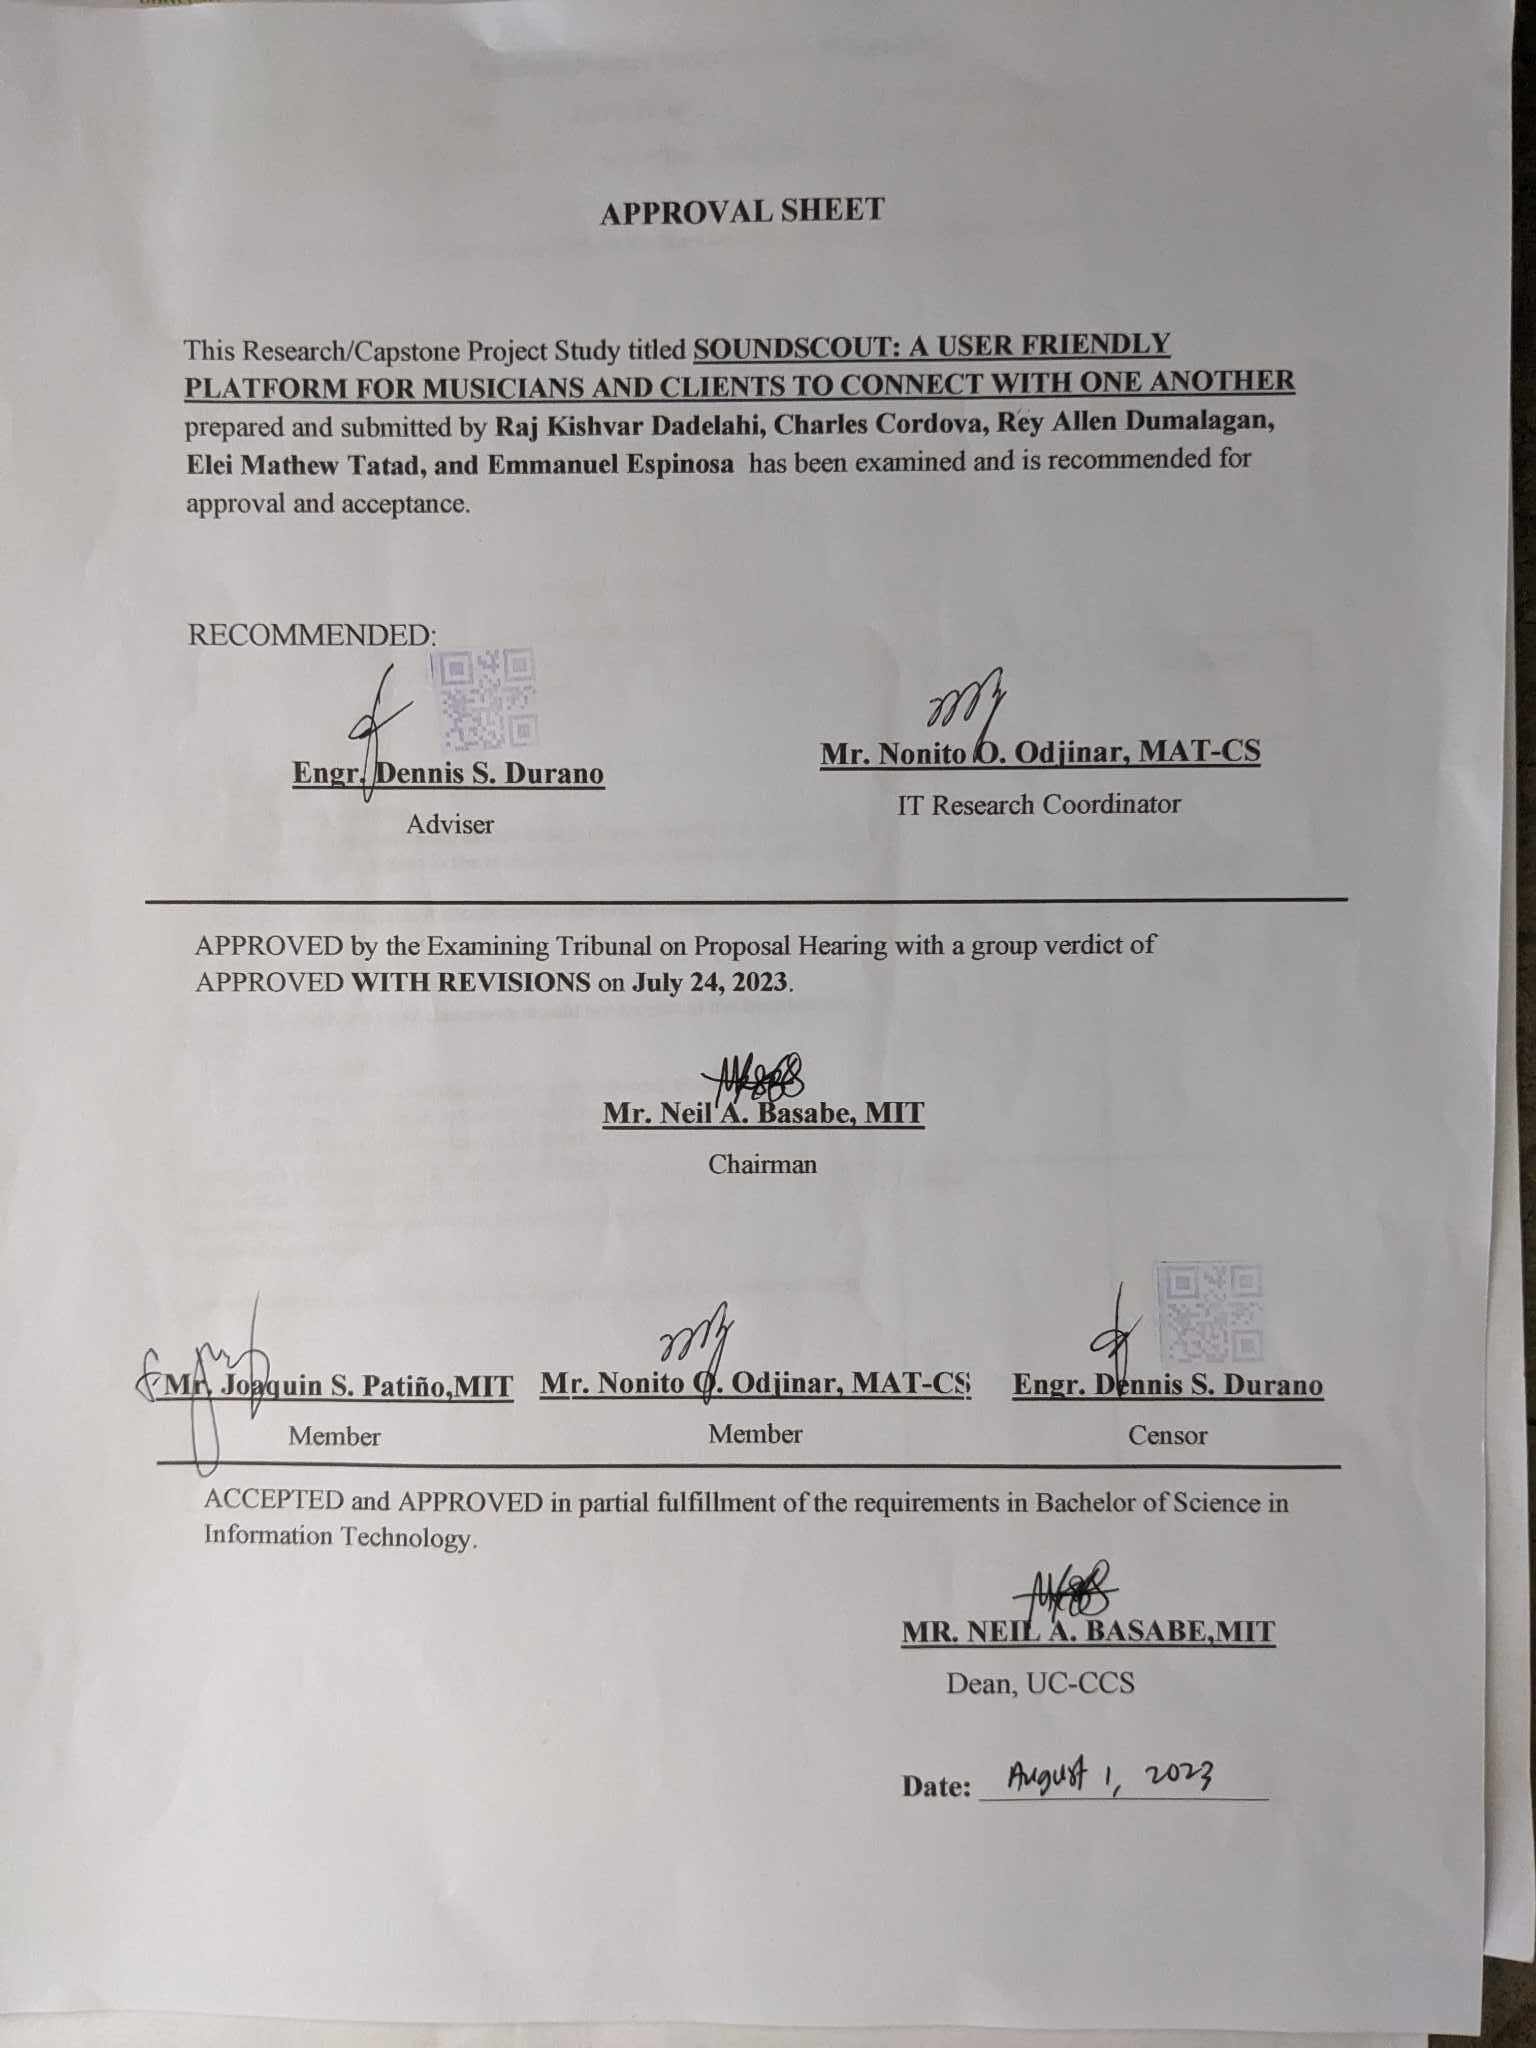 APPROVAL SHEET
This Research/Capstone Project Study titled SOUNDSCOUT: A USER FRIENDLY
PLATFORM FOR MUSICIANS AND CLIENTS TO CONNECT WITH ONE ANOTHER
prepared and submitted by Raj Kishvar Dadelahi, Charles Cordova, Rey Allen Dumalagan,
Elei Mathew Tatad, and Emmanuel Espinosa has been examined and is recommended for
approval and acceptance.
RECOMMENDED:
Engr. Dennis S. Durano
Adviser
Mr. Nonito O. Odjinar, MAT-CS
IT Research Coordinator
APPROVED by the Examining Tribunal on Proposal Hearing with a group verdict of
APPROVED WITH REVISIONS on July 24, 2023.
Mr. Neil A. Basabe, MIT
Chairman
Mr. Joaquin S. Patiño,MIT
Member
Mr. Nonito O. Odjinar, MAT-CS
Member
Engr. Dennis S. Durano
Censor
ACCEPTED and APPROVED in partial fulfillment of the requirements in Bachelor of Science in
Information Technology.
MR. NEIL A. BASABE,MIT
Dean, UC-CCS
Date: August 1, 2023